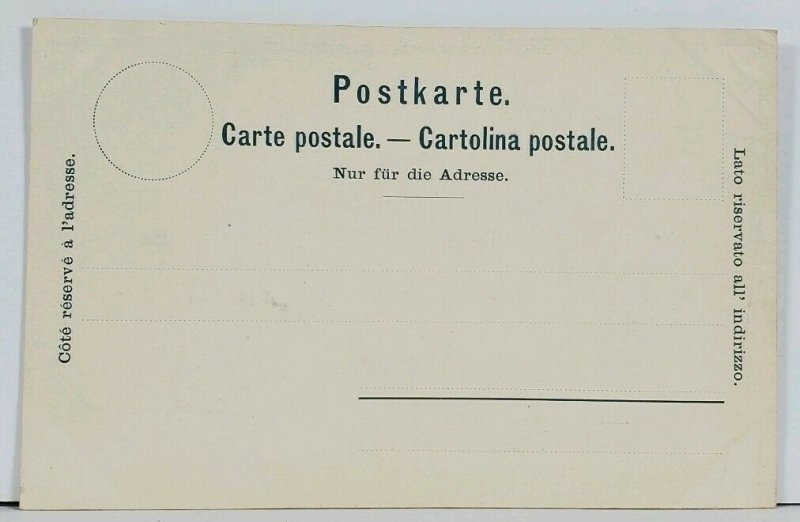 Postkarte.
Carte postale. — Cartolina postale.
Nur für die Adresse.
Côté réservé à l'adresse.
Lato riservato all' indirizzo.